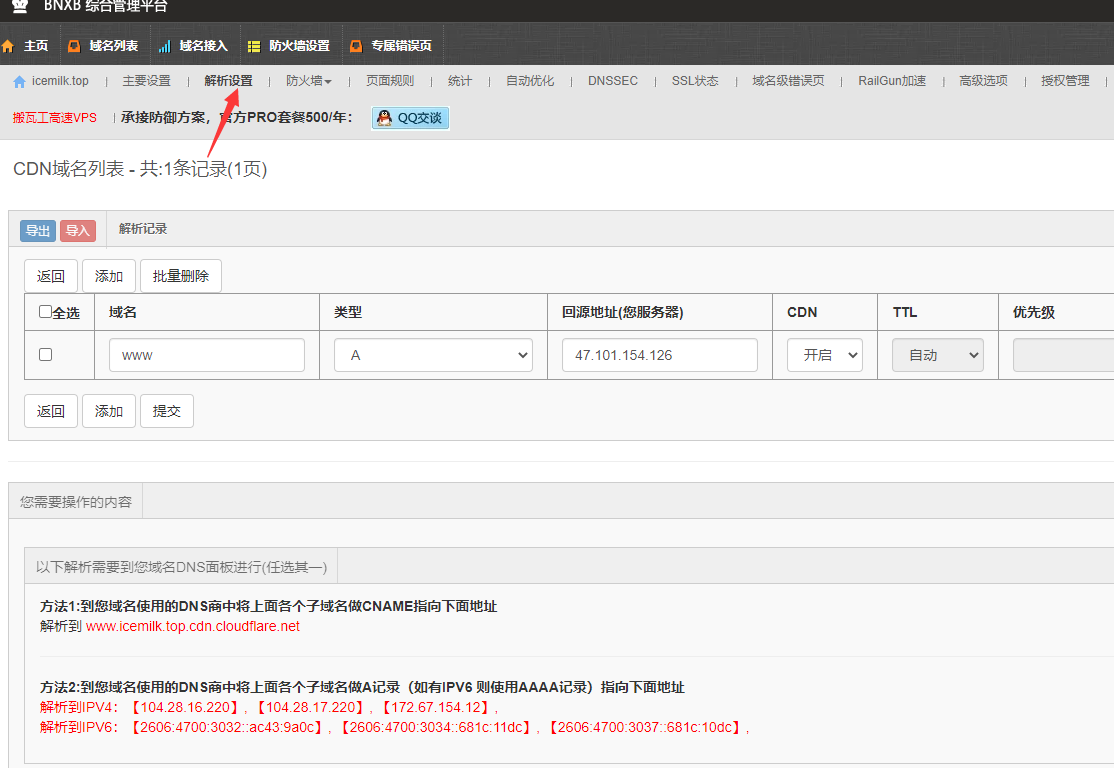 BNXB 综合管理平台
主页 域名列表 域名接入 防火墙设置 专属错误页
icemilk.top | 主要设置 | 解析设置 | 防火墙 | 页面规则 | 统计 | 自动优化 | DNSSEC | SSL状态 | 域名级错误页 | RailGun加速 | 高级选项 | 授权管理 |
搬瓦工高速VPS | 承接防御方案，官方PRO套餐500/年： QQ交谈
CDN域名列表 - 共:1条记录(1页)
导出 导入 解析记录
返回 添加 批量删除
全选 域名 类型 回源地址(您服务器) CDN TTL 优先级
www A 47.101.154.126 开启 自动
返回 添加 提交
您需要操作的内容
以下解析需要到您域名DNS面板进行(任选其一)
方法1:到您域名使用的DNS商中将上面各个子域名做CNAME指向下面地址
解析到 www.icemilk.top.cdn.cloudflare.net
方法2:到您域名使用的DNS商中将上面各个子域名做A记录（如有IPV6 则使用AAAA记录）指向下面地址
解析到IPV4：【104.28.16.220】,【104.28.17.220】,【172.67.154.12】,
解析到IPV6：【2606:4700:3032::ac43:9a0c】,【2606:4700:3034::681c:11dc】,【2606:4700:3037::681c:10dc】,